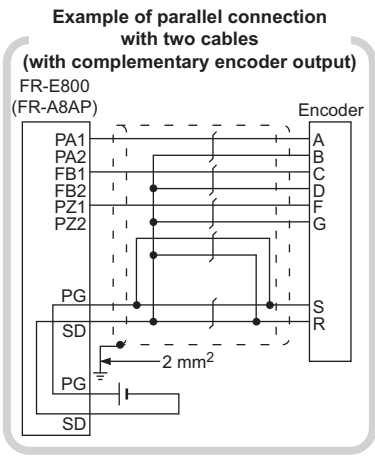 Example of parallel connection
with two cables
(with complementary encoder output)
FR-E800
(FR-A8AP)
Encoder
PA1
PA2
FB1
FB2
PZ1
PZ2
PG
SD
PG
SD
A
B
C
D
F
G
S
R
2 mm²